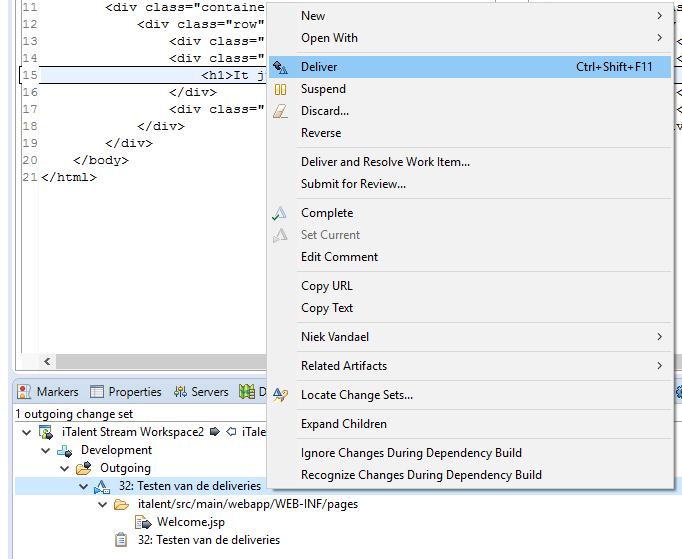 11 <div class="container
12 <div class="row"
13 <div class="
14 <div class="
15 <h1>It j
16 </div>
17 <div class="
18 </div>
19 </div>
20 </body>
21 </html>
New
Open With
Deliver Ctrl+Shift+F11
Suspend
Discard...
Reverse
Deliver and Resolve Work Item...
Submit for Review...
Complete
Set Current
Edit Comment
Copy URL
Copy Text
Niek Vandael
Related Artifacts
Locate Change Sets...
Expand Children
Ignore Changes During Dependency Build
Recognize Changes During Dependency Build
Markers Properties Servers D
1 outgoing change set
iTalent Stream Workspace2 iTale
Development
Outgoing
32: Testen van de deliveries
italent/src/main/webapp/WEB-INF/pages
Welcome.jsp
32: Testen van de deliveries